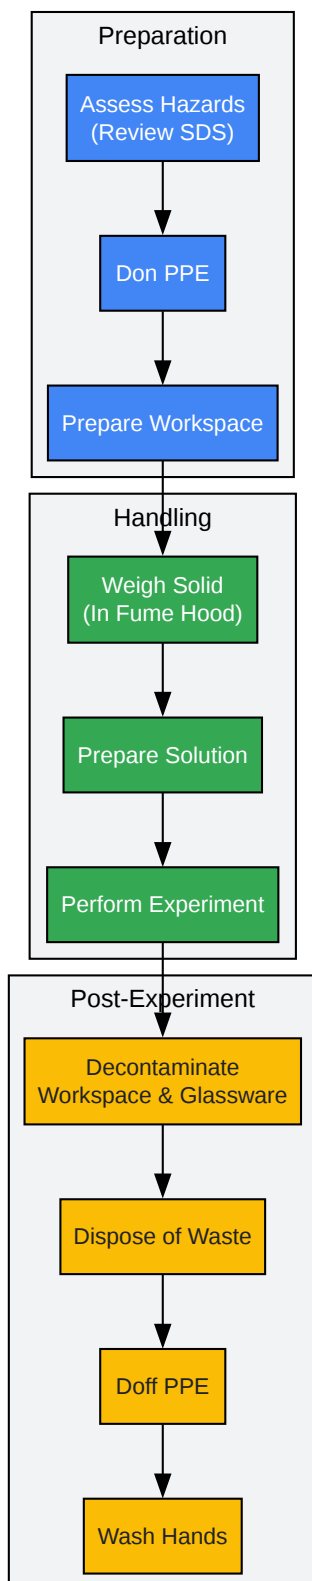 Preparation
Assess Hazards
(Review SDS)
Don PPE
Prepare Workspace
Handling
Weigh Solid
(In Fume Hood)
Prepare Solution
Perform Experiment
Post-Experiment
Decontaminate
Workspace & Glassware
Dispose of Waste
Doff PPE
Wash Hands